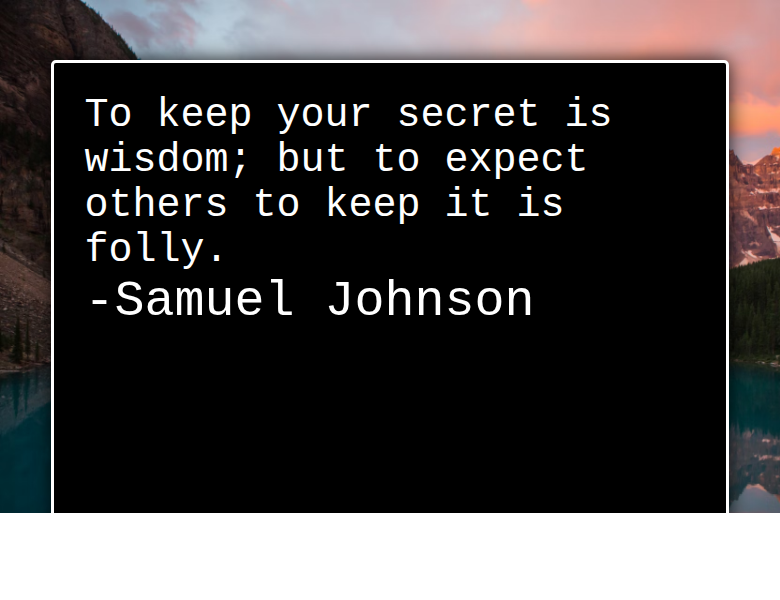 To keep your secret is
wisdom; but to expect
others to keep it is
folly.
-Samuel Johnson